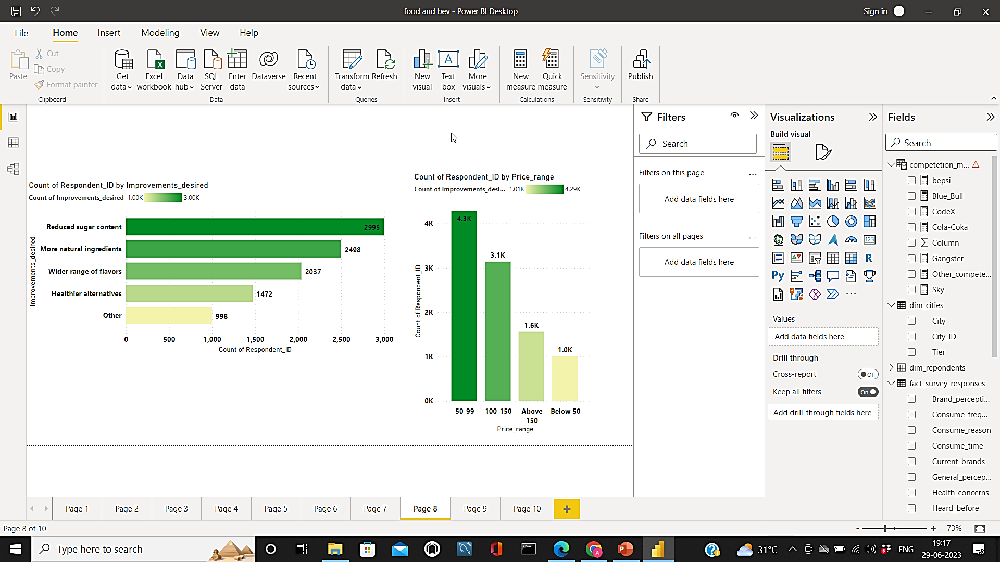 food and bev - Power BI Desktop
Sign in
File Home Insert Modeling View Help
Paste
Cut
Copy
Format painter
Clipboard
Get data
Excel workbook
Data hub
SQL Server
Enter data
Dataverse
Recent sources
Data
Transform data
Refresh
Queries
New visual
Text box
More visuals
Insert
New measure
Quick measure
Calculations
Sensitivity
Sensitivity
Publish
Share
Count of Respondent_ID by Improvements_desired
Count of Improvements_desired 1.00K 3.00K
Improvements_desired
Reduced sugar content 2995
More natural ingredients 2498
Wider range of flavors 2037
Healthier alternatives 1472
Other 998
0 500 1,000 1,500 2,000 2,500 3,000
Count of Respondent_ID
Count of Respondent_ID by Price_range
Count of Improvements_desi... 1.01K 4.29K
Count of Respondent_ID
4K
3K
2K
1K
0K
4.3K
3.1K
1.6K
1.0K
50-99 100-150 Above 150 Below 50
Price_range
Filters
Search
Filters on this page ...
Add data fields here
Filters on all pages ...
Add data fields here
Visualizations
Build visual
123
R
Py
...
Values
Add data fields here
Drill through
Cross-report Off
Keep all filters On
Add drill-through fields here
Fields
Search
competetion_m...
bepsi
Blue_Bull
CodeX
Cola-Coka
Column
Gangster
Other_compete...
Sky
dim_cities
City
City_ID
Tier
dim_repondents
fact_survey_responses
Brand_percepti...
Consume_freq...
Consume_reason
Consume_time
Current_brands
General_percep...
Health_concerns
Heard_before
Page 1 Page 2 Page 3 Page 4 Page 5 Page 6 Page 7 Page 8 Page 9 Page 10 +
Page 8 of 10
- + 73%
Type here to search
31°C
ENG
19:17
29-06-2023